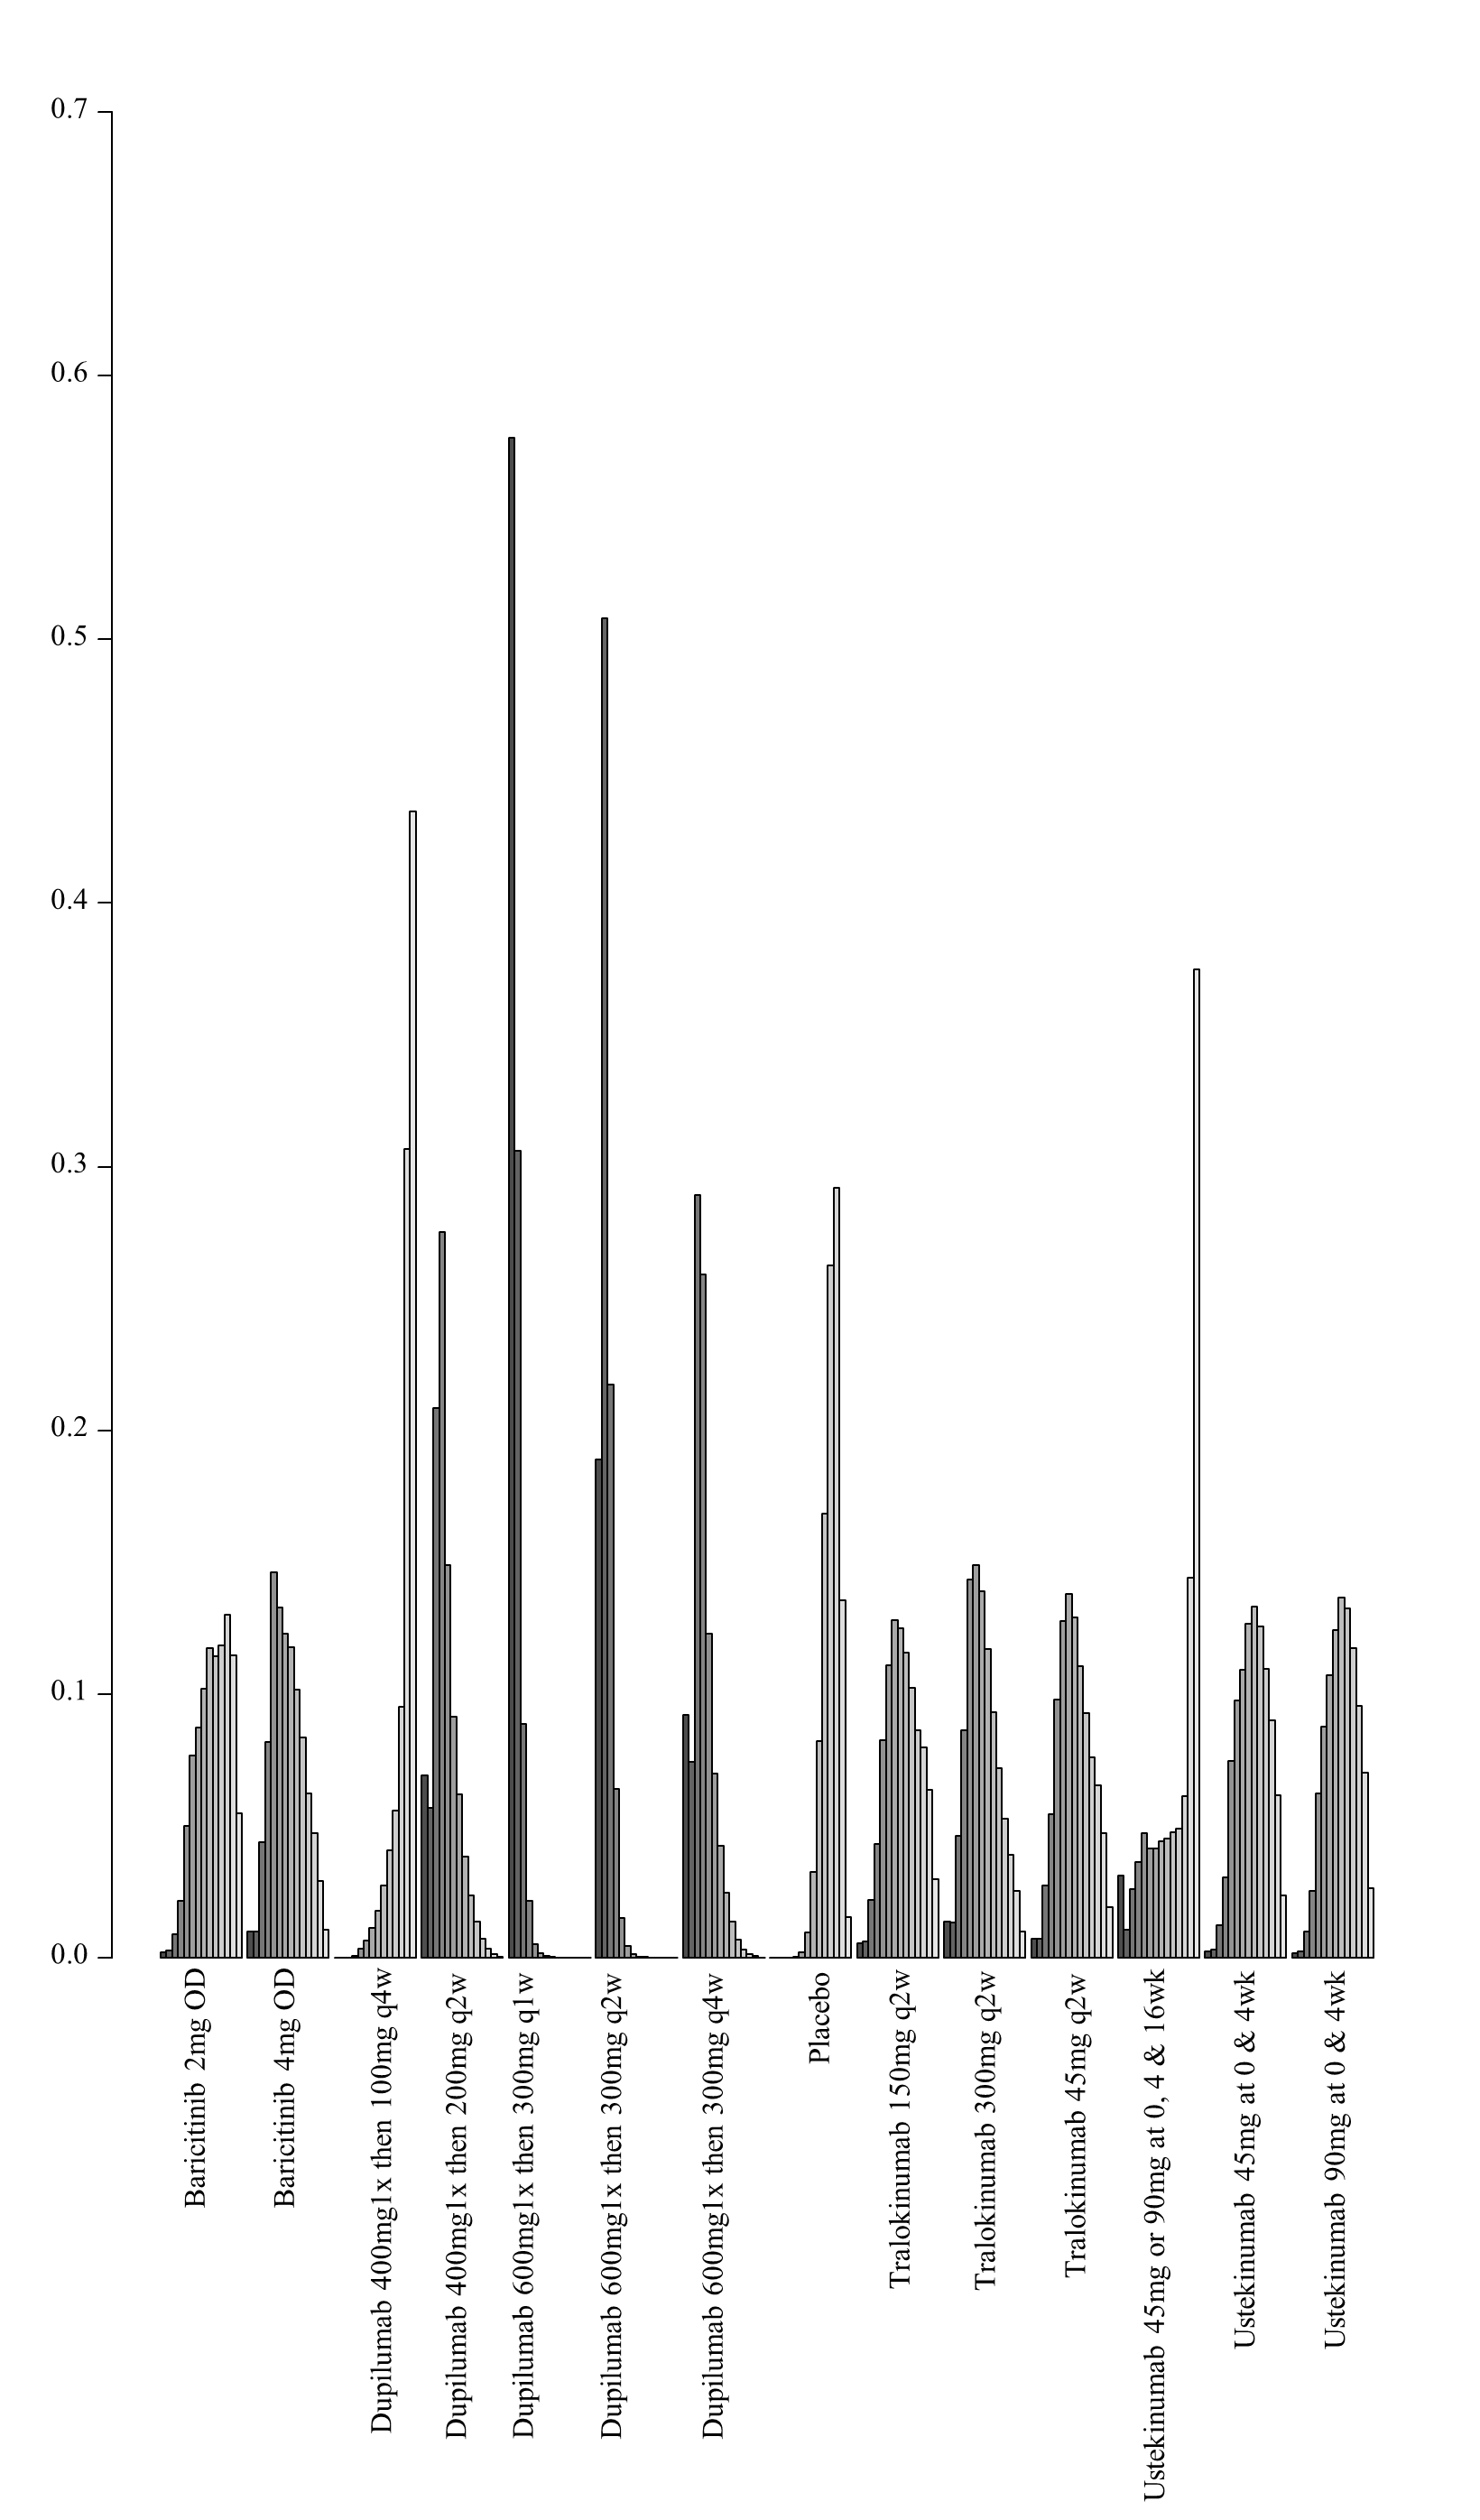 0.7
0.6
0.5
0.4
0.3
0.2
0.1
0.0
Baricitinib 2mg OD
Baricitinib 4mg OD
Dupilumab 400mg1x then 100mg q4w
Dupilumab 400mg1x then 200mg q2w
Dupilumab 600mg1x then 300mg q1w
Dupilumab 600mg1x then 300mg q2w
Dupilumab 600mg1x then 300mg q4w
Placebo
Tralokinumab 150mg q2w
Tralokinumab 300mg q2w
Tralokinumab 45mg q2w
Ustekinumab 45mg or 90mg at 0, 4 & 16wk
Ustekinumab 45mg at 0 & 4wk
Ustekinumab 90mg at 0 & 4wk